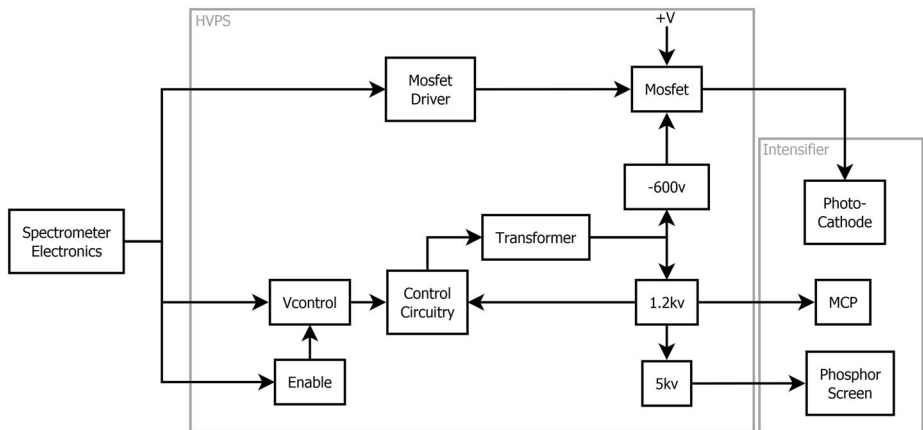 HVPS
+V
Mosfet
Driver
Mosfet
Intensifier
-600v
Photo-
Cathode
Spectrometer
Electronics
Transformer
Vcontrol
Control
Circuitry
1.2kv
MCP
Enable
5kv
Phosphor
Screen